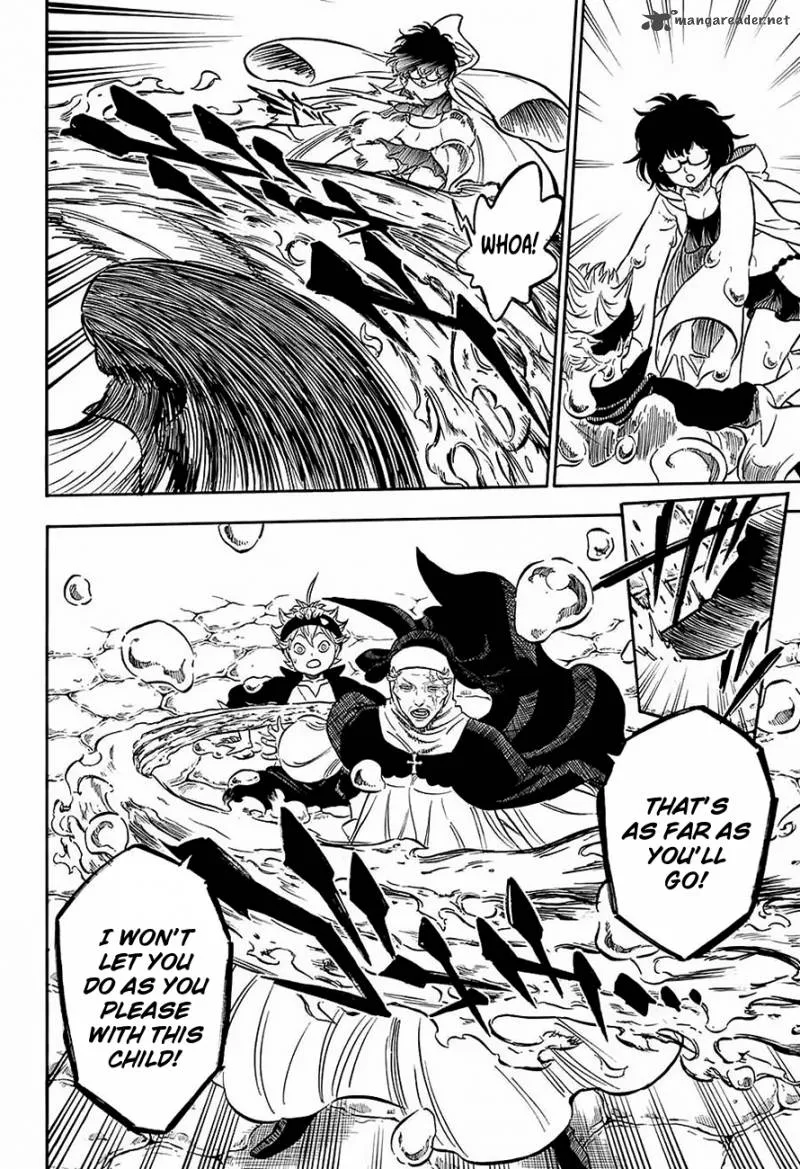 mangareader.net
WHOA!
THAT'S
AS FAR AS
YOU'LL
GO!
I WON'T
LET YOU
DO AS YOU
PLEASE
WITH THIS
CHILD!